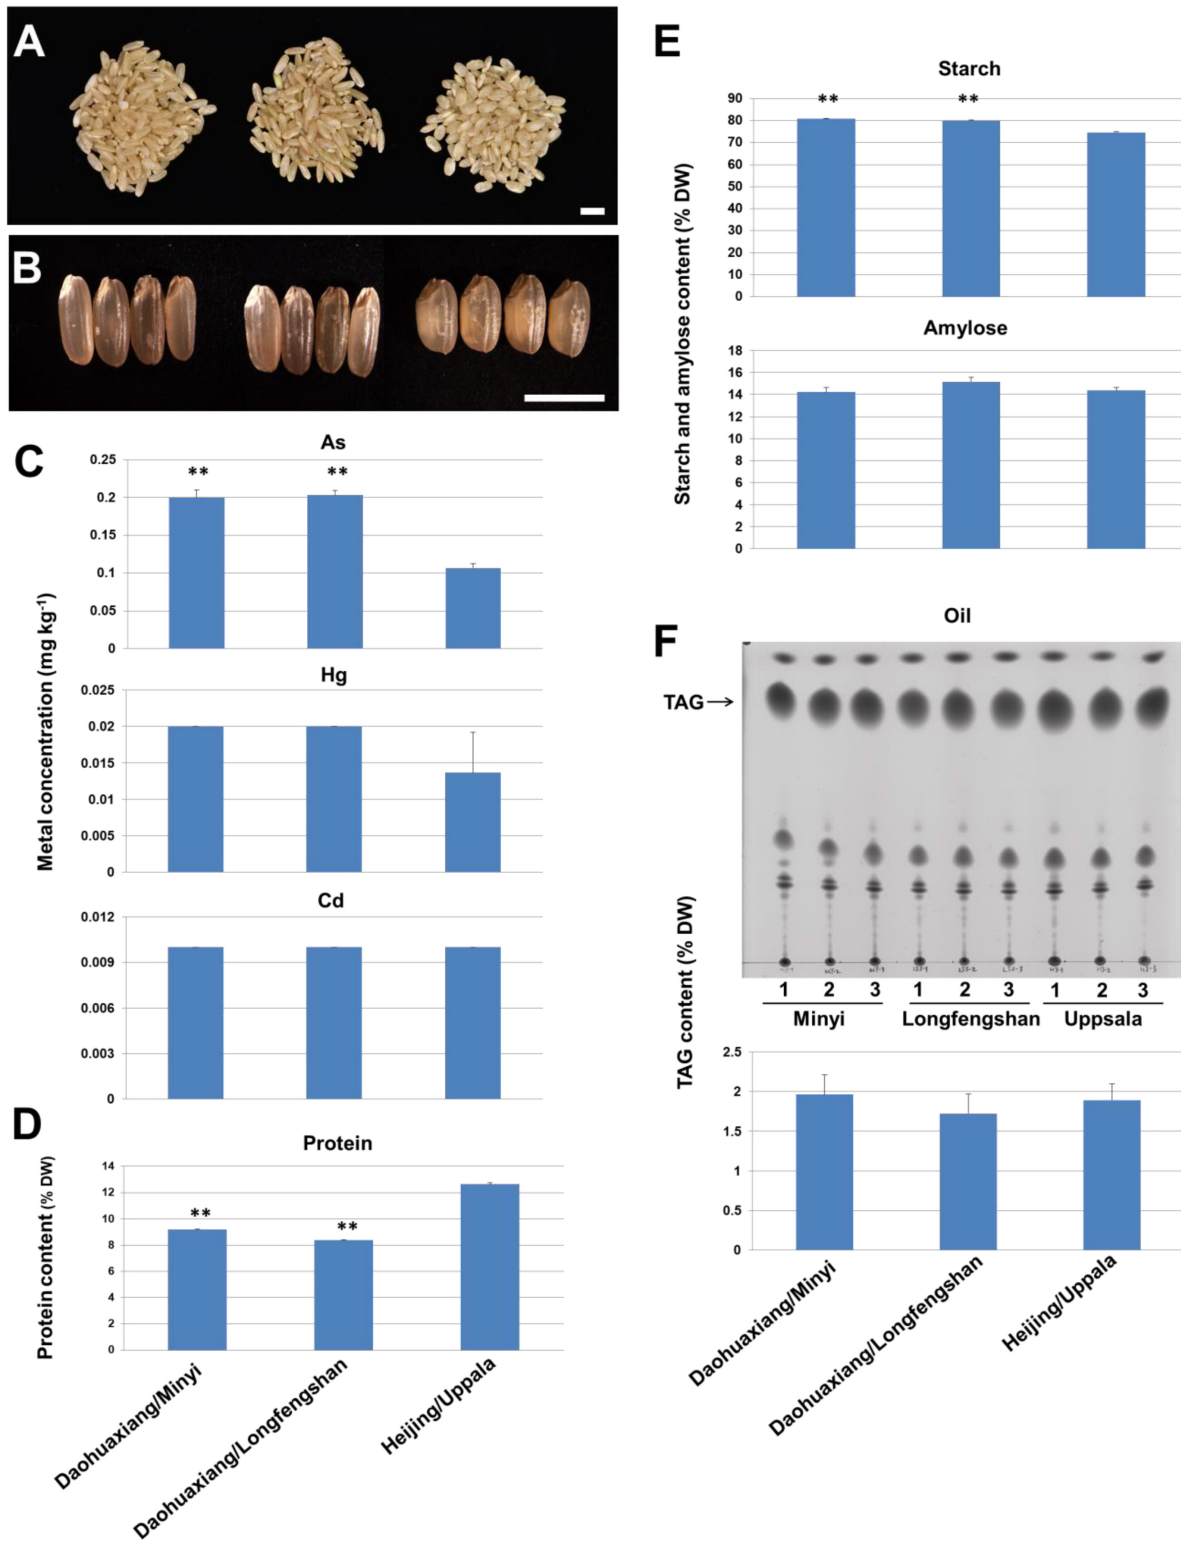 A
B
C
As
**
**
0.25
0.2
0.15
0.1
0.05
0
Metal concentration (mg kg-1)
Hg
0.025
0.02
0.015
0.01
0.005
0
Cd
0.012
0.009
0.006
0.003
0
D
Protein
Protein content (% DW)
14
12
10
8
6
4
2
0
**
**
Daohuaxiang/Minyi
Daohuaxiang/Longfengshan
Heijing/Uppala
E
Starch
90
80
70
60
50
40
30
20
10
0
**
**
Starch and amylose content (% DW)
Amylose
18
16
14
12
10
8
6
4
2
0
F
Oil
TAG→
1 2 3 1 2 3 1 2 3
Minyi Longfengshan Uppsala
TAG content (% DW)
2.5
2
1.5
1
0.5
0
Daohuaxiang/Minyi
Daohuaxiang/Longfengshan
Heijing/Uppala